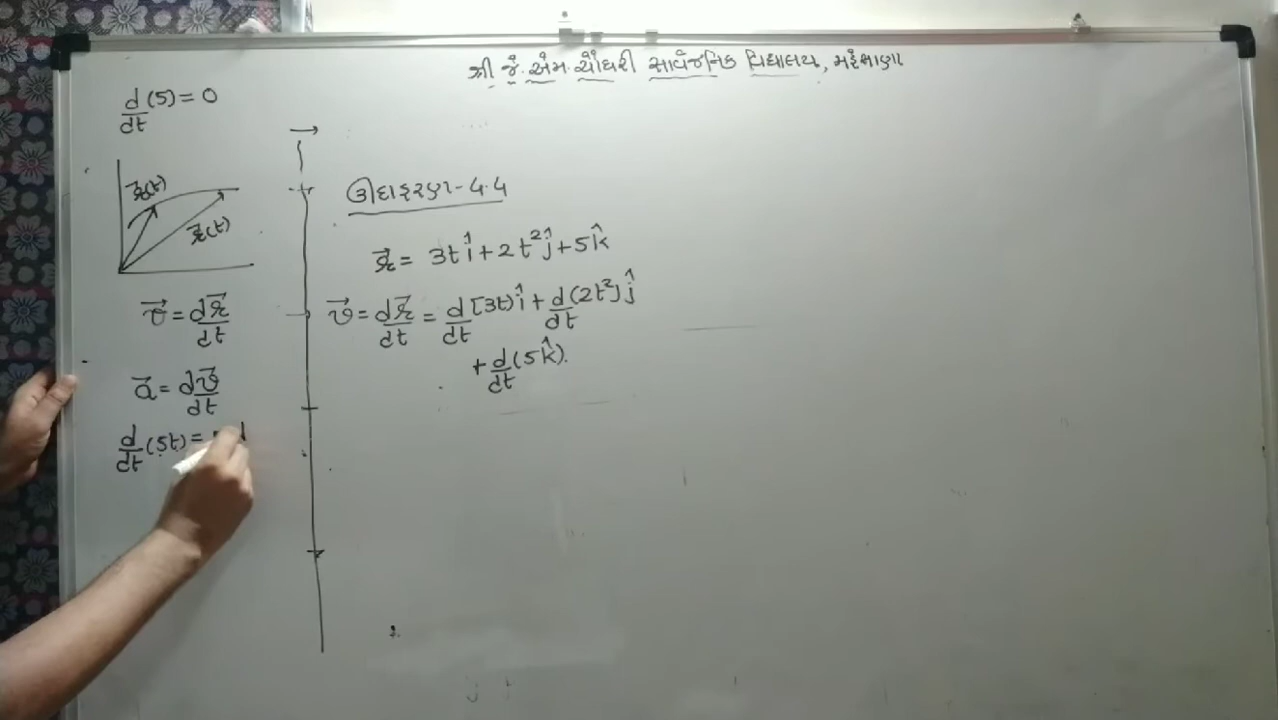 શ્રી જે. એમ. ચૌધરી સાર્વજનિક વિદ્યાલય, મહેસાણા
d/dt (5) = 0
r⃗(t)
r⃗(t)
v⃗ = dr⃗/dt
a⃗ = dv⃗/dt
d/dt (5t) =
ઉદાહરણ - 4.4
r⃗ = 3t î + 2t² ĵ + 5 k̂
v⃗ = dr⃗/dt = d/dt [3t) î + d/dt (2t²) ĵ
+ d/dt (5 k̂).